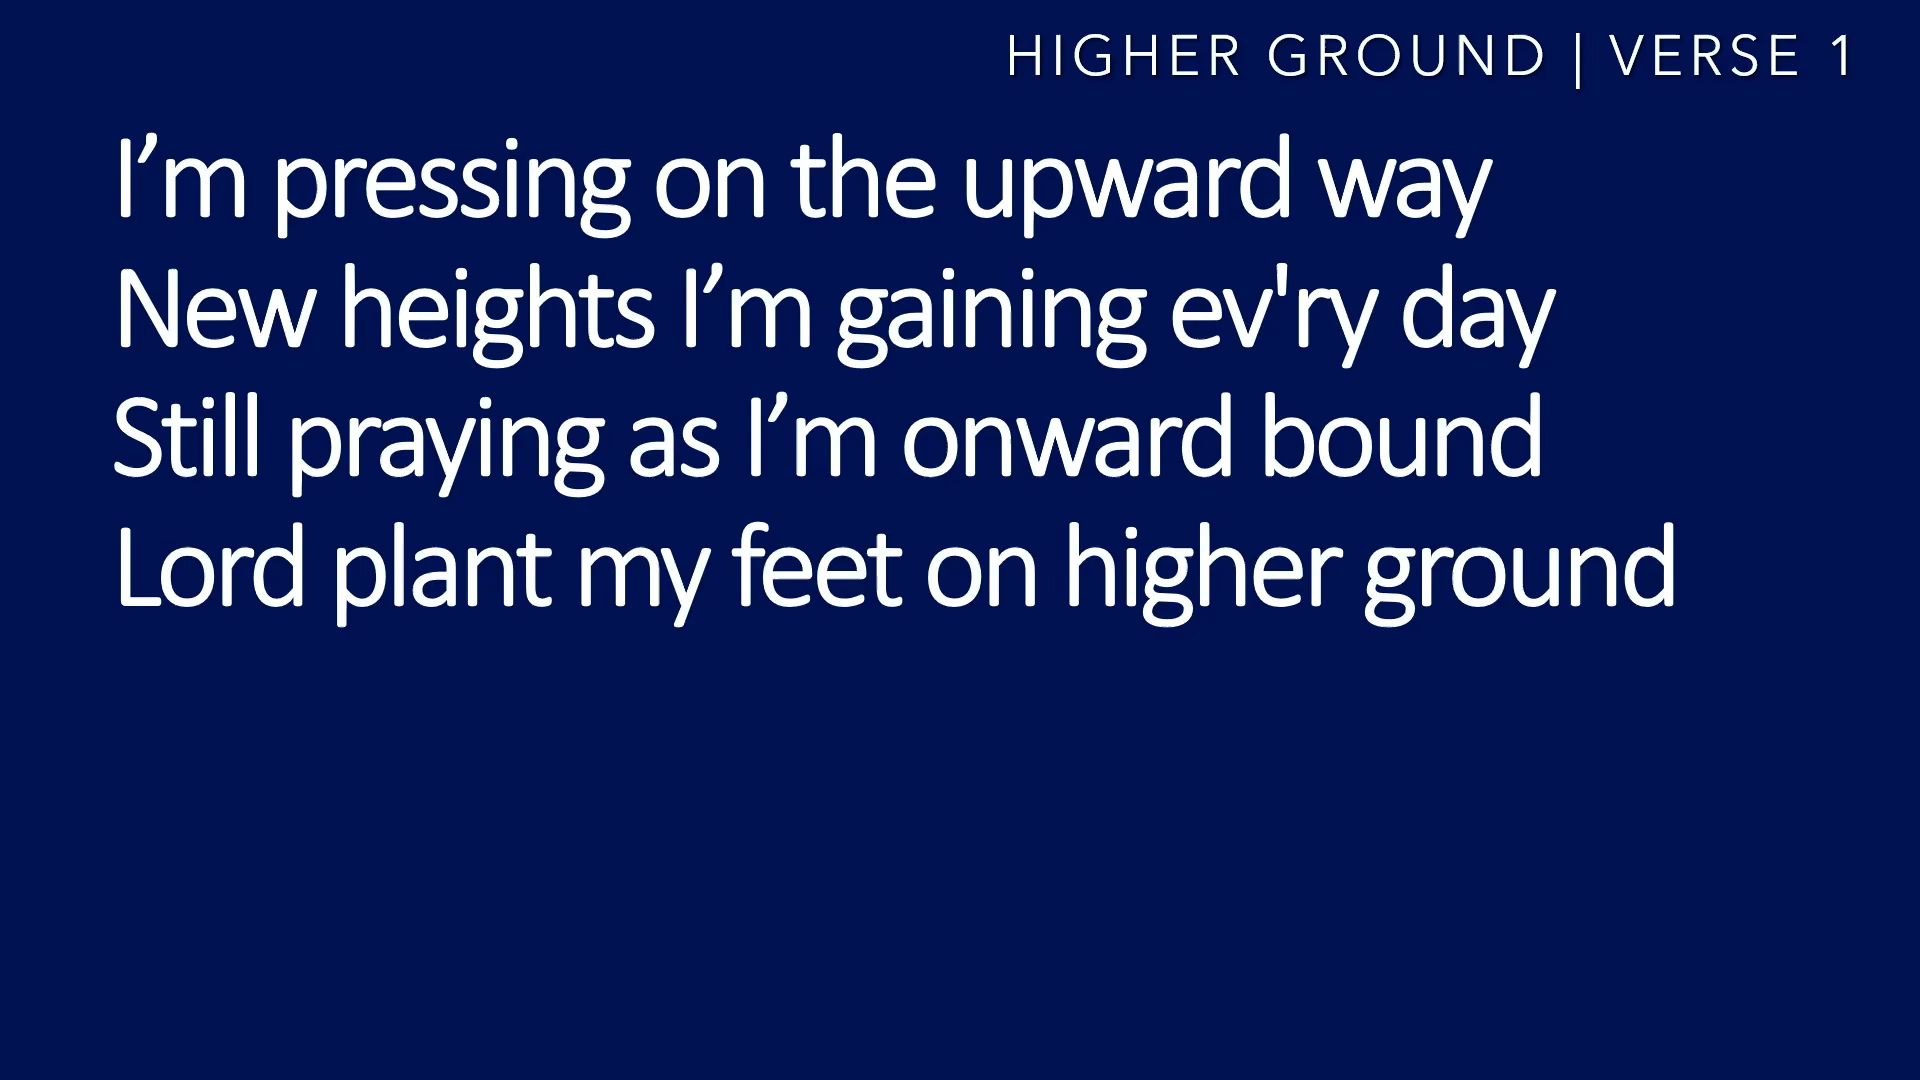 HIGHER GROUND | VERSE 1
I’m pressing on the upward way
New heights I’m gaining ev'ry day
Still praying as I’m onward bound
Lord plant my feet on higher ground